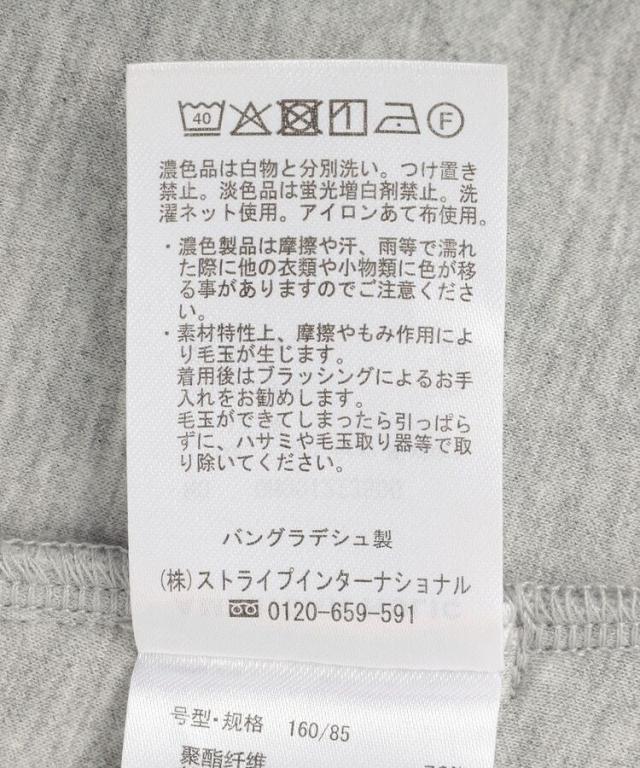 40
F
濃色品は白物と分別洗い。つけ置き
禁止。淡色品は蛍光増白剤禁止。洗
濯ネット使用。アイロンあて布使用。
・濃色製品は摩擦や汗、雨等で濡れ
た際に他の衣類や小物類に色が移
る事がありますのでご注意くださ
い。
・素材特性上、摩擦やもみ作用によ
り毛玉が生じます。
着用後はブラッシングによるお手
入れをお勧めします。
毛玉ができてしまったら引っぱら
ずに、ハサミや毛玉取り器等で取
り除いてください。
バングラデシュ製
(株)ストライプインターナショナル
0120-659-591
号型·规格 160/85
聚酯纤维